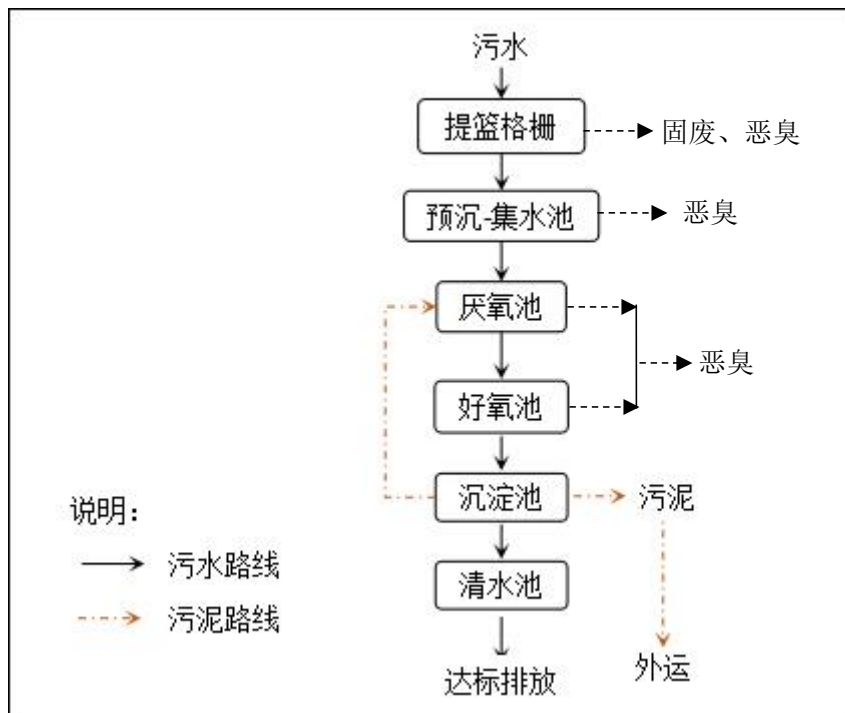 污水
提篮格栅
固废、恶臭
预沉-集水池
恶臭
厌氧池
恶臭
好氧池
沉淀池
污泥
说明：
污水路线
清水池
污泥路线
外运
达标排放